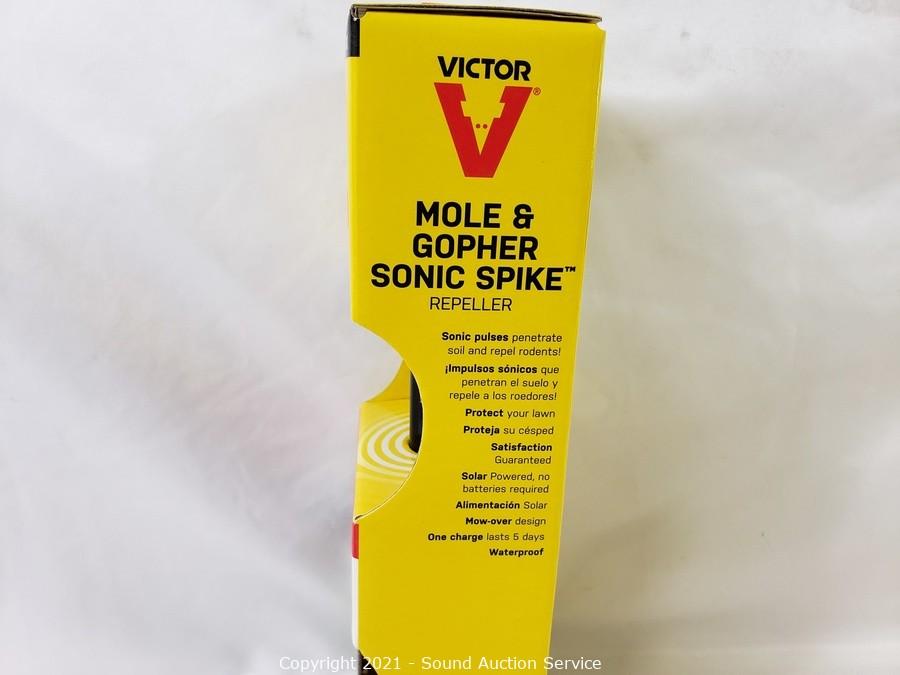 VICTOR
V®
MOLE &
GOPHER
SONIC SPIKE™
REPELLER
Sonic pulses penetrate
soil and repel rodents!
¡Impulsos sónicos que
penetran el suelo y
repele a los roedores!
Protect your lawn
Proteja su césped
Satisfaction
Guaranteed
Solar Powered, no
batteries required
Alimentación Solar
Mow-over design
One charge lasts 5 days
Waterproof
Copyright 2021 - Sound Auction Service